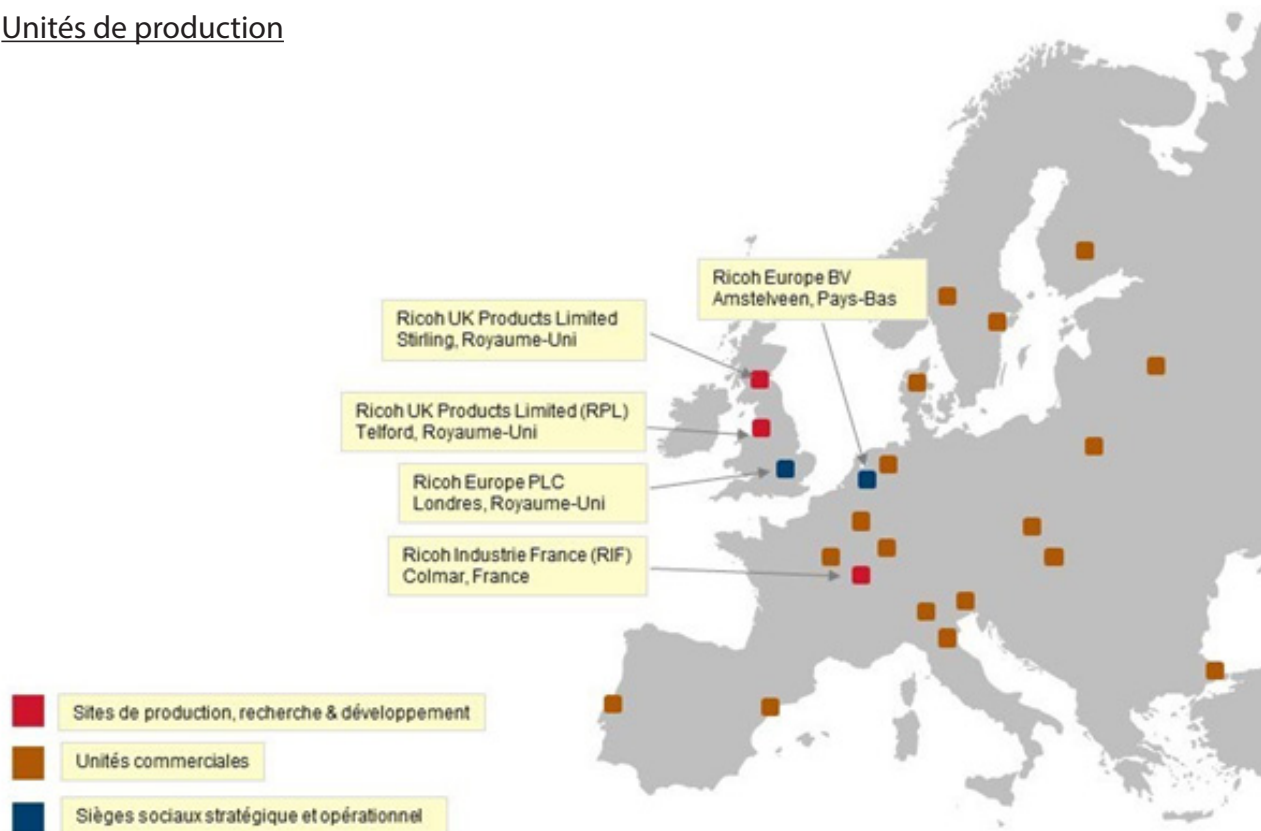 Unités de production
Ricoh Europe BV
Amstelveen, Pays-Bas
Ricoh UK Products Limited
Stirling, Royaume-Uni
Ricoh UK Products Limited (RPL)
Telford, Royaume-Uni
Ricoh Europe PLC
Londres, Royaume-Uni
Ricoh Industrie France (RIF)
Colmar, France
Sites de production, recherche & développement
Unités commerciales
Sièges sociaux stratégique et opérationnel